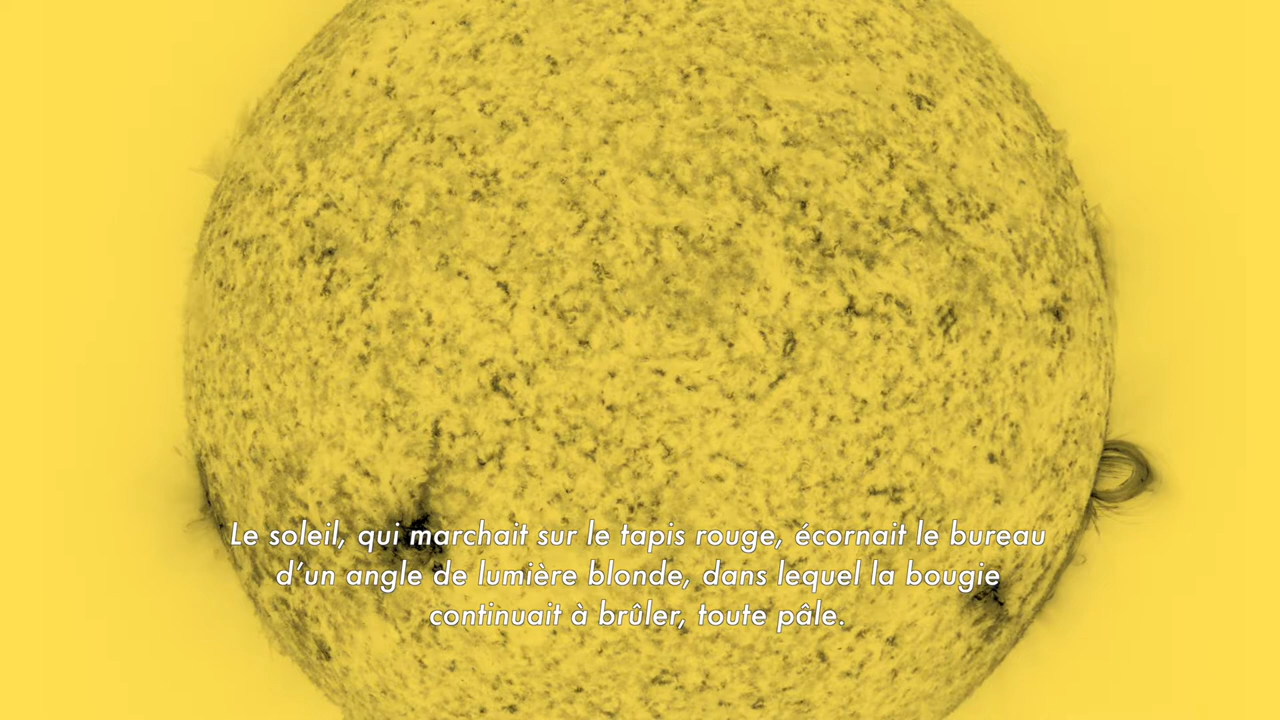 Le soleil, qui marchait sur le tapis rouge, écornait le bureau
d’un angle de lumière blonde, dans lequel la bougie
continuait à brûler, toute pâle.